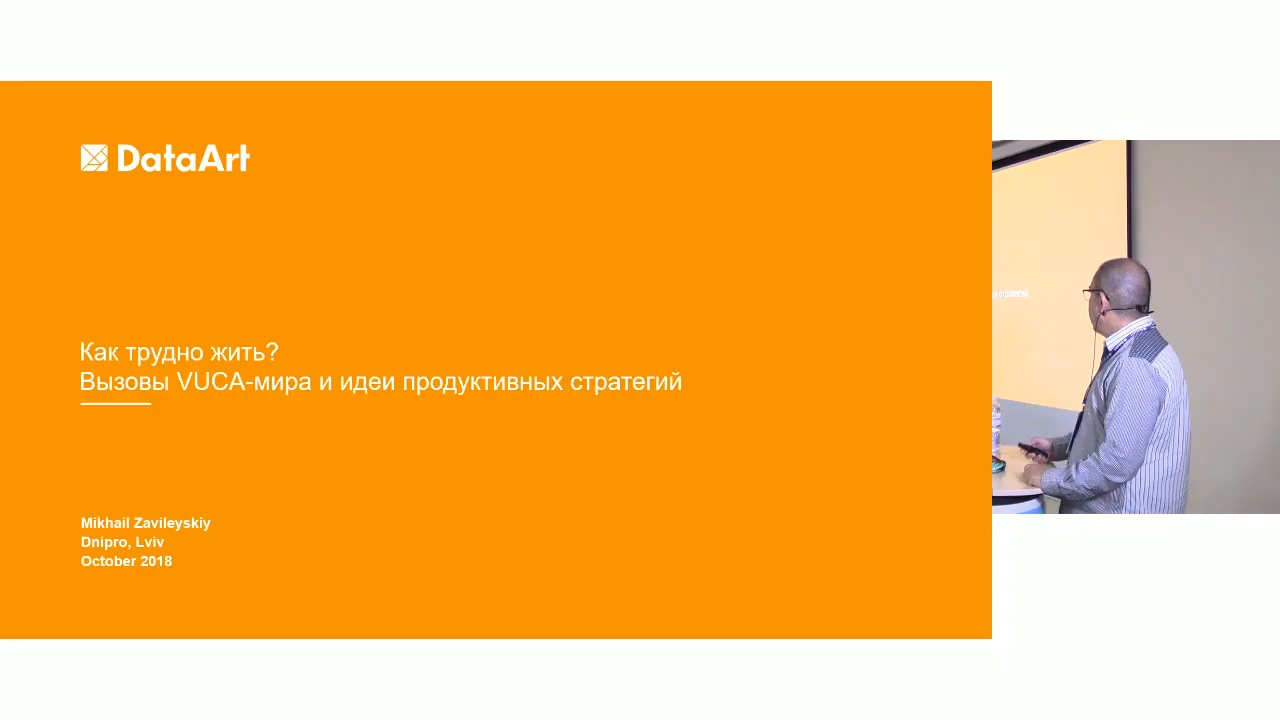 DataArt
Как трудно жить?
Вызовы VUCA-мира и идеи продуктивных стратегий
Mikhail Zavileyskiy
Dnipro, Lviv
October 2018